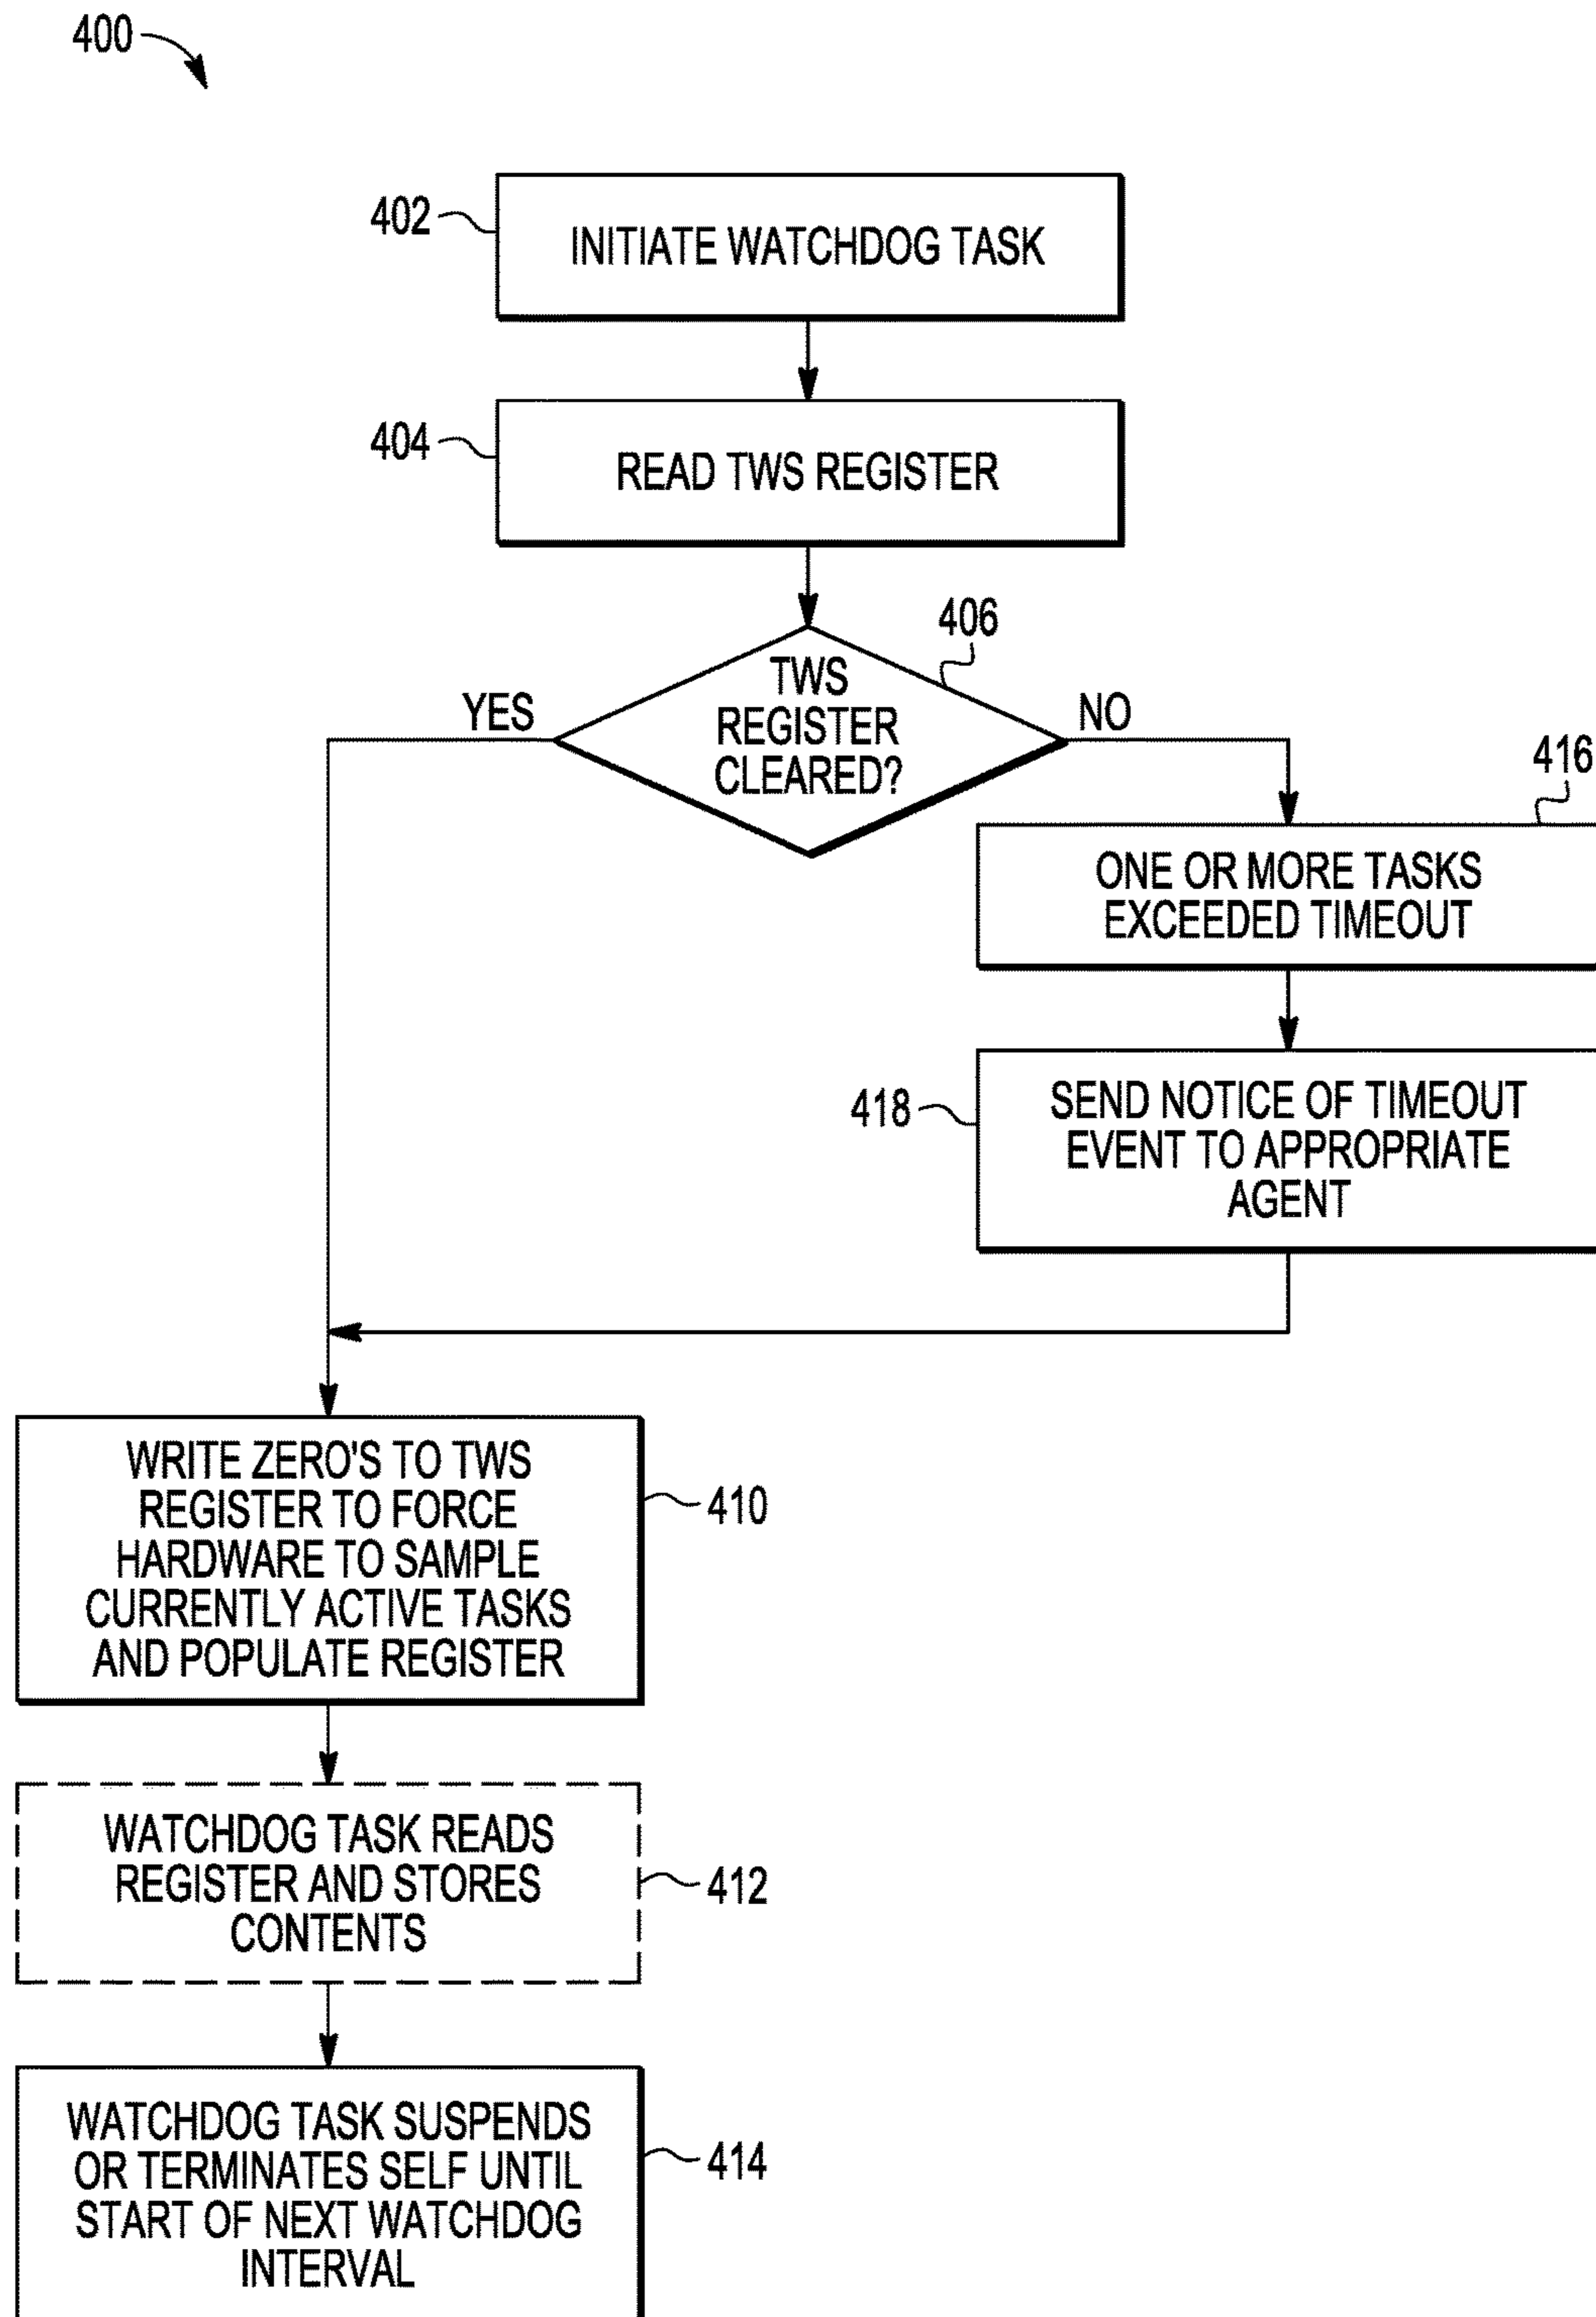 400
402
INITIATE WATCHDOG TASK
404
READ TWS REGISTER
406
TWS
REGISTER
CLEARED?
YES
NO
416
ONE OR MORE TASKS
EXCEEDED TIMEOUT
418
SEND NOTICE OF TIMEOUT
EVENT TO APPROPRIATE
AGENT
WRITE ZERO'S TO TWS
REGISTER TO FORCE
HARDWARE TO SAMPLE
CURRENTLY ACTIVE TASKS
AND POPULATE REGISTER
410
WATCHDOG TASK READS
REGISTER AND STORES
CONTENTS
412
WATCHDOG TASK SUSPENDS
OR TERMINATES SELF UNTIL
START OF NEXT WATCHDOG
INTERVAL
414